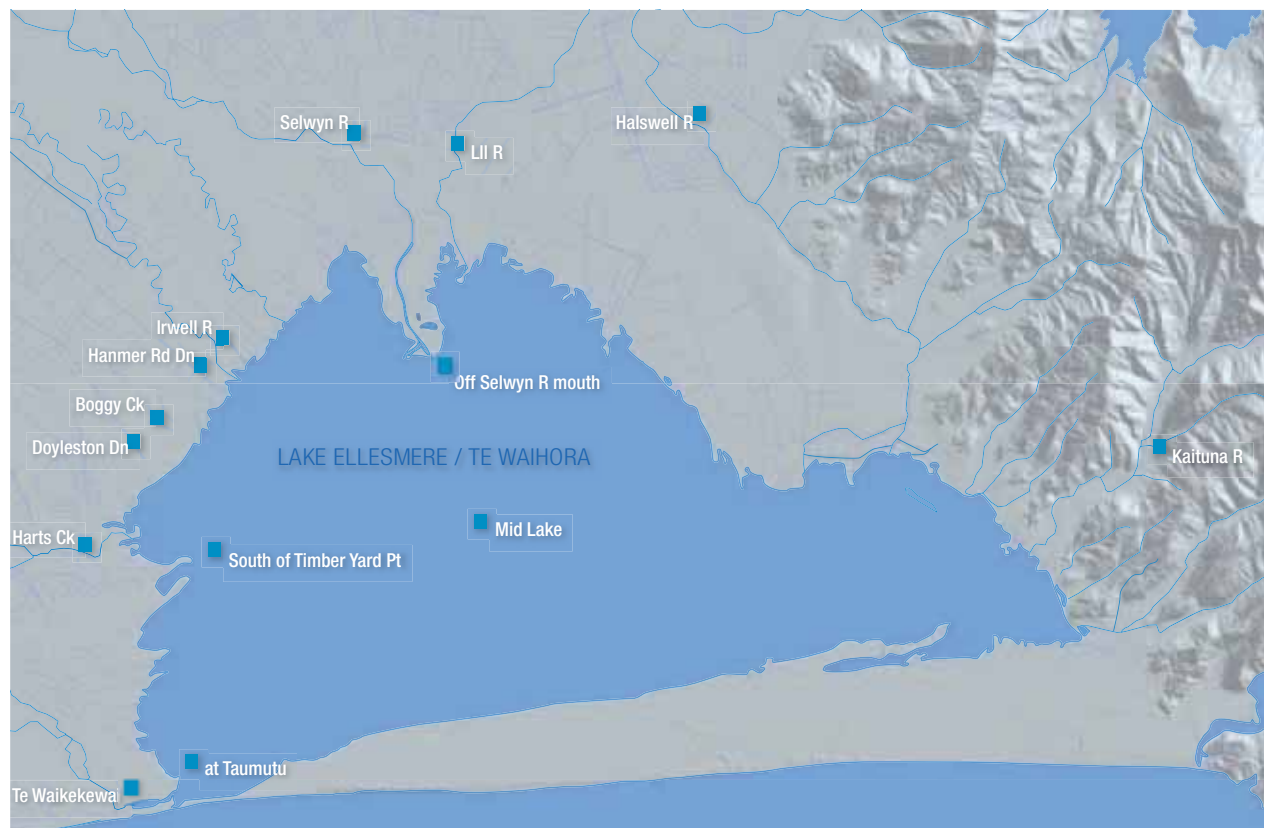 Selwyn R
LII R
Halswell R
Irwell R
Hanmer Rd Dn
Off Selwyn R mouth
Boggy Ck
Doyleston Dn
LAKE ELLESMERE / TE WAIHORA
Kaituna R
Harts Ck
Mid Lake
South of Timber Yard Pt
at Taumutu
Te Waikekewai